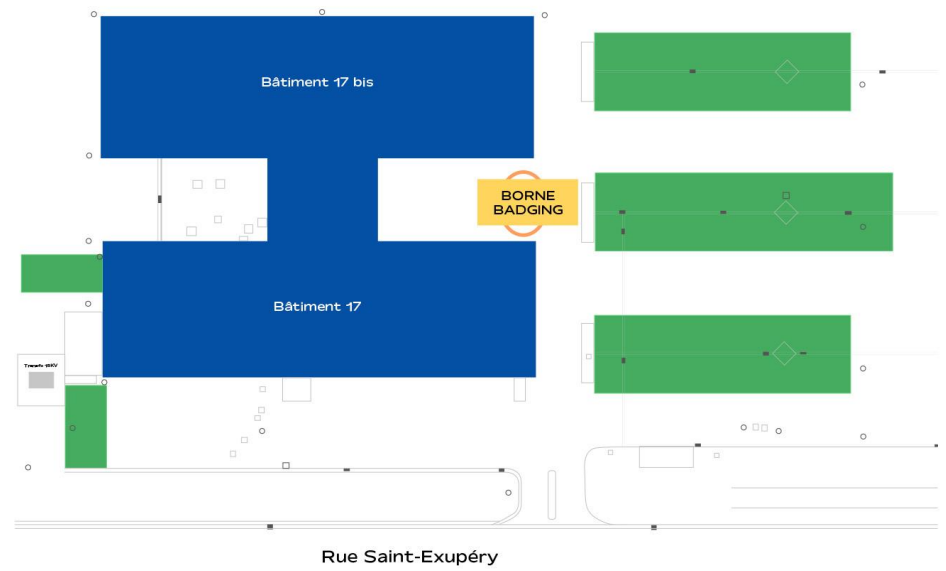 Bâtiment 17 bis
BORNE
BADGING
Bâtiment 17
Rue Saint-Exupéry